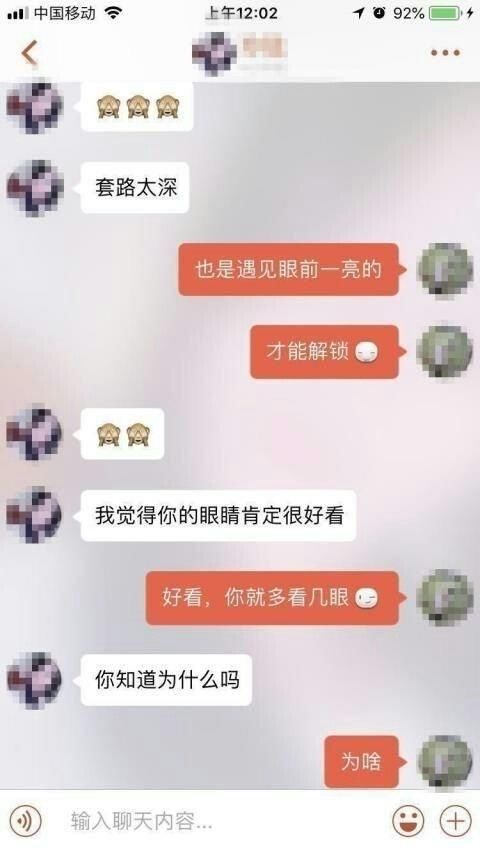 中国移动 上午12:02 92%
套路太深
也是遇见眼前一亮的
才能解锁
我觉得你的眼睛肯定很好看
好看，你就多看几眼
你知道为什么吗
为啥
输入聊天内容...